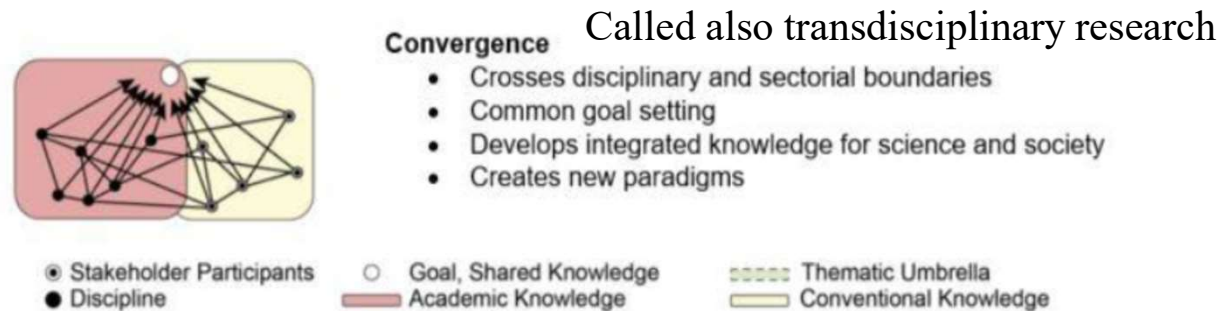 Called also transdisciplinary research
Convergence
• Crosses disciplinary and sectorial boundaries
• Common goal setting
• Develops integrated knowledge for science and society
• Creates new paradigms
Stakeholder Participants
Goal, Shared Knowledge
Thematic Umbrella
Discipline
Academic Knowledge
Conventional Knowledge